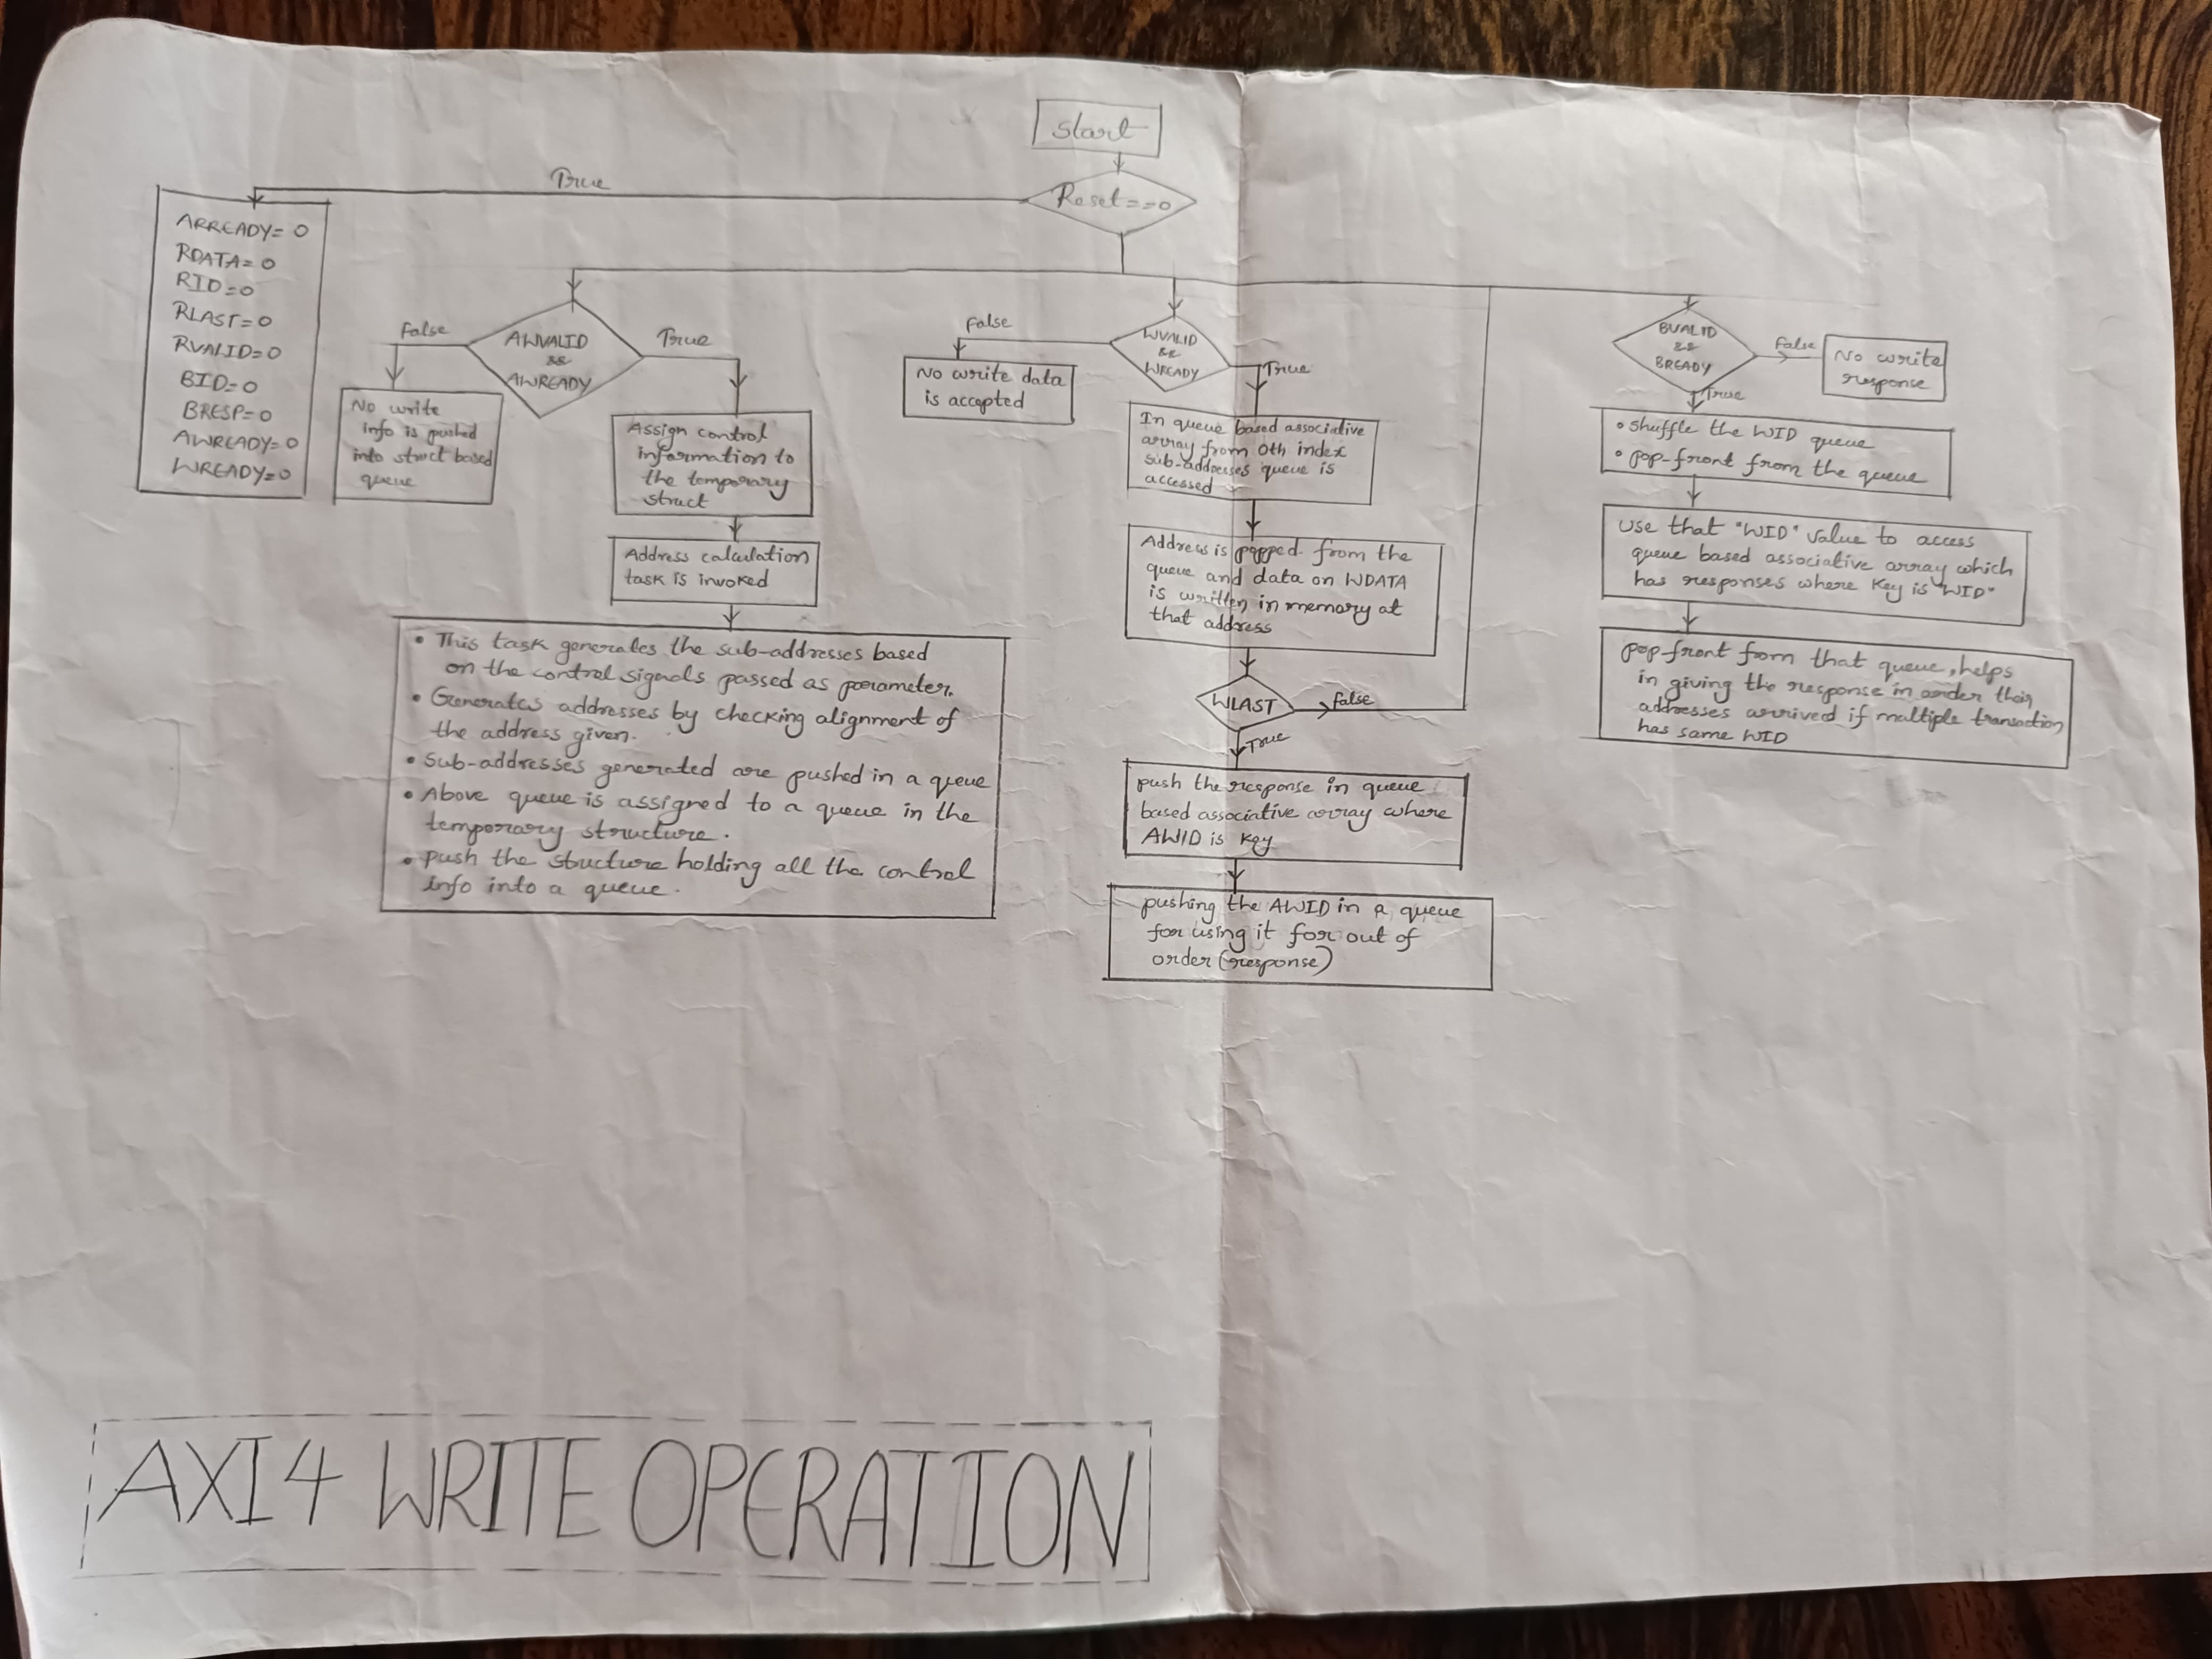 Start
Reset==0
True
ARREADY=0
RDATA=0
RID=0
RLAST=0
RVALID=0
BID=0
BRESP=0
AWREADY=0
WREADY=0
False
AWVALID
&&
AWREADY
True
No write
info is pushed
into struct based
queue
Assign control
information to
the temporary
struct
Address calculation
task is invoked
• This task generates the sub-addresses based
on the control signals passed as parameter.
• Generates addresses by checking alignment of
the address given.
• Sub-addresses generated are pushed in a queue
• Above queue is assigned to a queue in the
temporary structure.
• push the stucture holding all the control
info into a queue.
False
WVALID
&&
WREADY
True
No write data
is accepted
In queue based associative
array from 0th index
sub-addresses queue is
accessed
Address is popped from the
queue and data on WDATA
is written in memory at
that address
WLAST
False
True
push the response in queue
based associative array where
AWID is key
pushing the AWID in a queue
for using it for out of
order (response)
BVALID
&&
BREADY
False
No write
response
True
• shuffle the WID queue
• pop-front from the queue
use that "WID" value to access
queue based associative array which
has responses where key is "WID"
pop-front from that queue, helps
in giving the response in order their
addresses arrived if multiple transaction
has same WID
AXI4 WRITE OPERATION